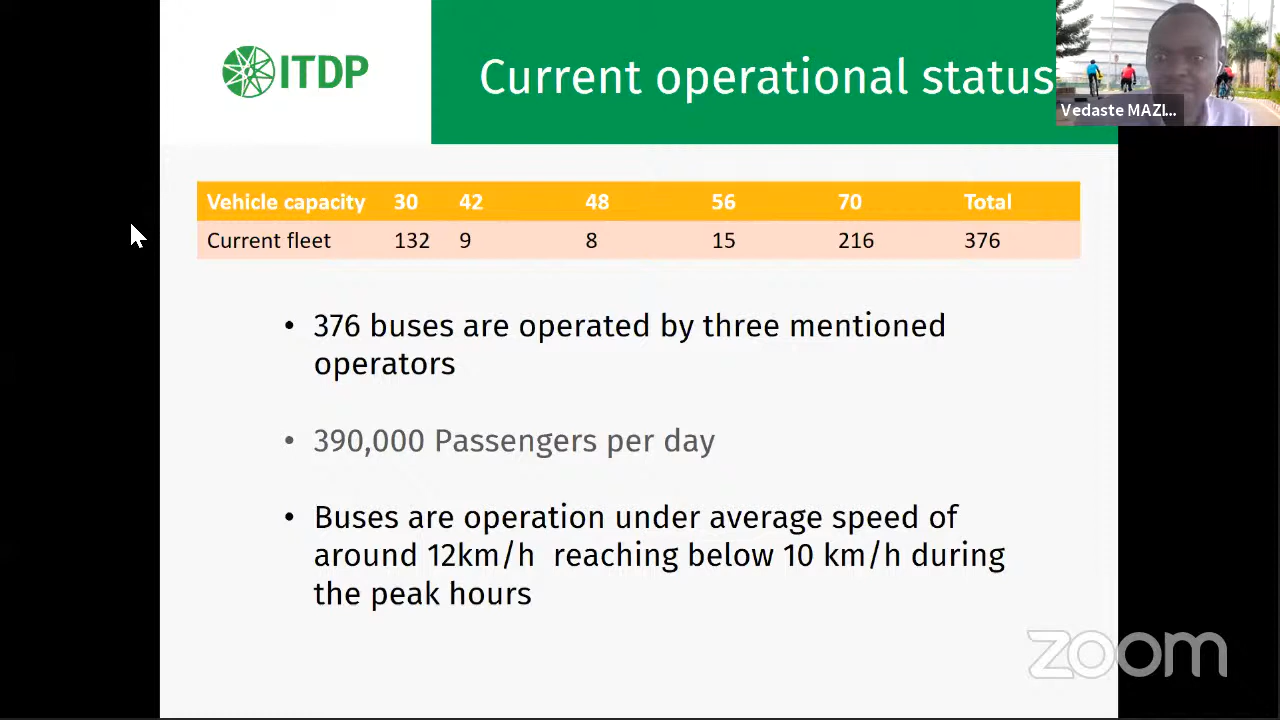 ITDP
Current operational status
Vedaste MAZI...
Vehicle capacity 30 42 48 56 70 Total
Current fleet 132 9 8 15 216 376
• 376 buses are operated by three mentioned
operators
• 390,000 Passengers per day
• Buses are operation under average speed of
around 12km/h reaching below 10 km/h during
the peak hours
zoom